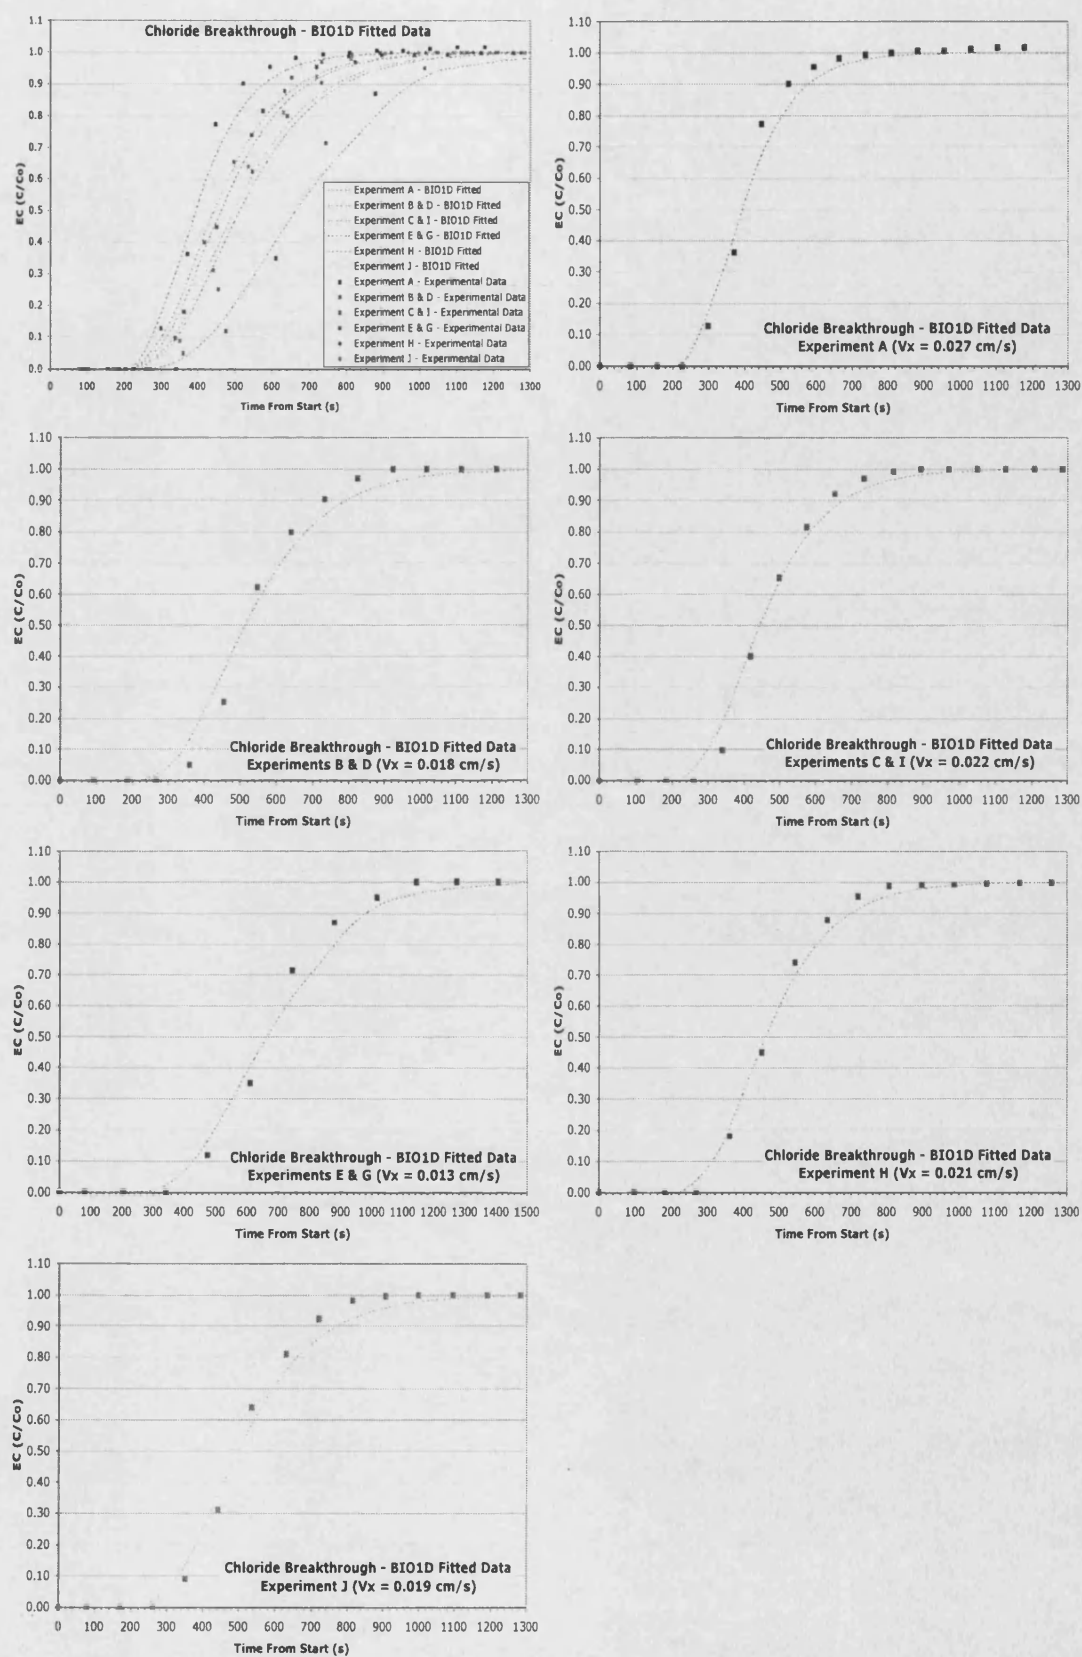 Chloride Breakthrough - BIO1D Fitted Data
1.1
1.0
0.9
0.8
0.7
0.6
0.5
0.4
0.3
0.2
0.1
0.0
EC (C/Co)
Experiment A - BIO1D Fitted
Experiment B & D - BIO1D Fitted
Experiment C & I - BIO1D Fitted
Experiment E & G - BIO1D Fitted
Experiment H - BIO1D Fitted
Experiment J - BIO1D Fitted
Experiment A - Experimental Data
Experiment B & D - Experimental Data
Experiment C & I - Experimental Data
Experiment E & G - Experimental Data
Experiment H - Experimental Data
Experiment J - Experimental Data
0 100 200 300 400 500 600 700 800 900 1000 1100 1200 1300
Time From Start (s)
1.10
1.00
0.90
0.80
0.70
0.60
0.50
0.40
0.30
0.20
0.10
0.00
EC (C/Co)
Chloride Breakthrough - BIO1D Fitted Data
Experiment A (Vx = 0.027 cm/s)
0 100 200 300 400 500 600 700 800 900 1000 1100 1200 1300
Time From Start (s)
1.10
1.00
0.90
0.80
0.70
0.60
0.50
0.40
0.30
0.20
0.10
0.00
EC (C/Co)
Chloride Breakthrough - BIO1D Fitted Data
Experiments B & D (Vx = 0.018 cm/s)
0 100 200 300 400 500 600 700 800 900 1000 1100 1200 1300
Time From Start (s)
1.10
1.00
0.90
0.80
0.70
0.60
0.50
0.40
0.30
0.20
0.10
0.00
EC (C/Co)
Chloride Breakthrough - BIO1D Fitted Data
Experiments C & I (Vx = 0.022 cm/s)
0 100 200 300 400 500 600 700 800 900 1000 1100 1200 1300
Time From Start (s)
1.10
1.00
0.90
0.80
0.70
0.60
0.50
0.40
0.30
0.20
0.10
0.00
EC (C/Co)
Chloride Breakthrough - BIO1D Fitted Data
Experiments E & G (Vx = 0.013 cm/s)
0 100 200 300 400 500 600 700 800 900 1000 1100 1200 1300 1400 1500
Time From Start (s)
1.10
1.00
0.90
0.80
0.70
0.60
0.50
0.40
0.30
0.20
0.10
0.00
EC (C/Co)
Chloride Breakthrough - BIO1D Fitted Data
Experiment H (Vx = 0.021 cm/s)
0 100 200 300 400 500 600 700 800 900 1000 1100 1200 1300
Time From Start (s)
1.10
1.00
0.90
0.80
0.70
0.60
0.50
0.40
0.30
0.20
0.10
0.00
EC (C/Co)
Chloride Breakthrough - BIO1D Fitted Data
Experiment J (Vx = 0.019 cm/s)
0 100 200 300 400 500 600 700 800 900 1000 1100 1200 1300
Time From Start (s)